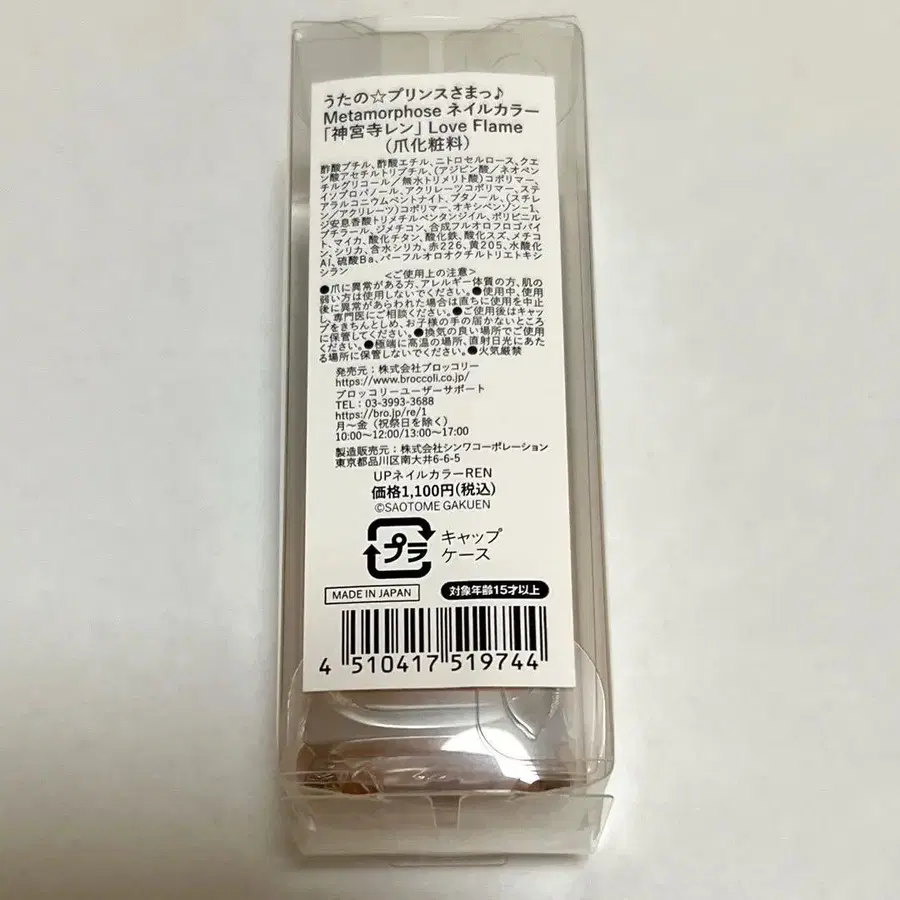 うたの☆プリンスさまっ♪
Metamorphose ネイルカラー
「神宮寺レン」 Love Flame
（爪化粧料）
酢酸ブチル、酢酸エチル、ニトロセルロース、クエ
ン酸アセチルトリブチル、(アジピン酸／ネオペン
チルグリコール／無水トリメリト酸)コポリマー、
イソプロパノール、アクリレーツコポリマー、ステ
アラルコニウムベントナイト、ブタノール、(スチレ
ン／アクリレーツ)コポリマー、オキシベンゾン-1、
ジ安息香酸トリメチルペンタンジイル、ポリビニル
ブチラール、ジメチコン、合成フルオロフロゴパイ
ト、マイカ、酸化チタン、酸化鉄、酸化スズ、メチコ
ン、シリカ、含水シリカ、赤226、黄205、水酸化
Al、硫酸Ba、パーフルオロオクチルトリエトキシ
シラン
＜ご使用上の注意＞
●爪に異常がある方、アレルギー体質の方、肌の
弱い方は使用しないでください。●使用中、使用
後に異常があらわれた場合は直ちに使用を中止
し、専門医にご相談ください。●ご使用後はキャッ
プをきちんとしめ、お子様の手の届かないところ
に保管してください。●換気の良い場所でご使用
ください。●極端に高温の場所、直射日光にあた
る場所に保管しないでください。●火気厳禁
発売元：株式会社ブロッコリー
https://www.broccoli.co.jp/
ブロッコリーユーザーサポート
TEL：03-3993-3688
https://bro.jp/re/1
月～金（祝祭日を除く）
10:00～12:00/13:00～17:00
製造販売元：株式会社シンワコーポレーション
東京都品川区南大井6-6-5
UPネイルカラーREN
価格1,100円(税込)
©SAOTOME GAKUEN
プラ
キャップ
ケース
MADE IN JAPAN
対象年齢15才以上
4 510417 519744